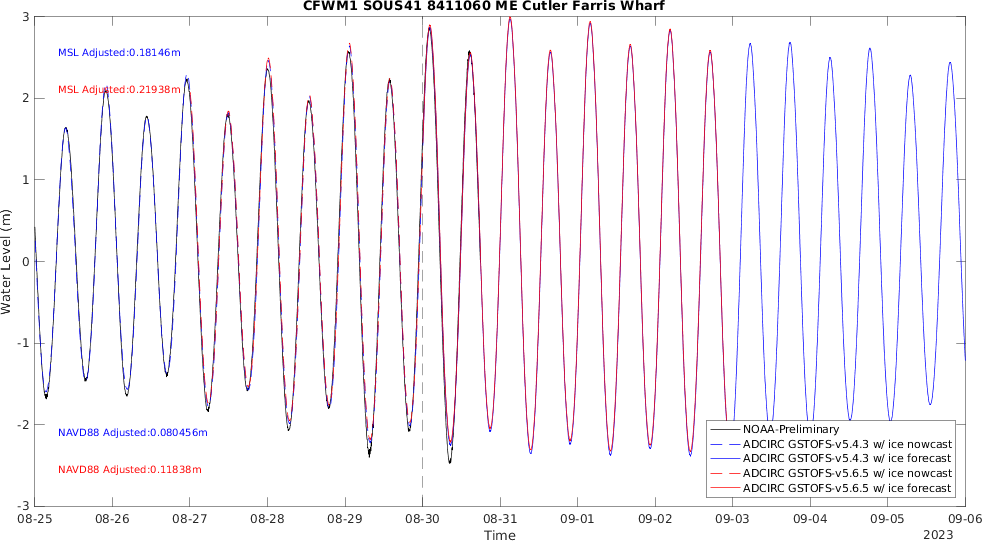 CFWM1 SOUS41 8411060 ME Cutler Farris Wharf
3
2
1
0
-1
-2
-3
Water Level (m)
MSL Adjusted:0.18146m
MSL Adjusted:0.21938m
NAVD88 Adjusted:0.080456m
NAVD88 Adjusted:0.11838m
NOAA-Preliminary
ADCIRC GSTOFS-v5.4.3 w/ ice nowcast
ADCIRC GSTOFS-v5.4.3 w/ ice forecast
ADCIRC GSTOFS-v5.6.5 w/ ice nowcast
ADCIRC GSTOFS-v5.6.5 w/ ice forecast
08-25 08-26 08-27 08-28 08-29 08-30 08-31 09-01 09-02 09-03 09-04 09-05 09-06
Time
2023